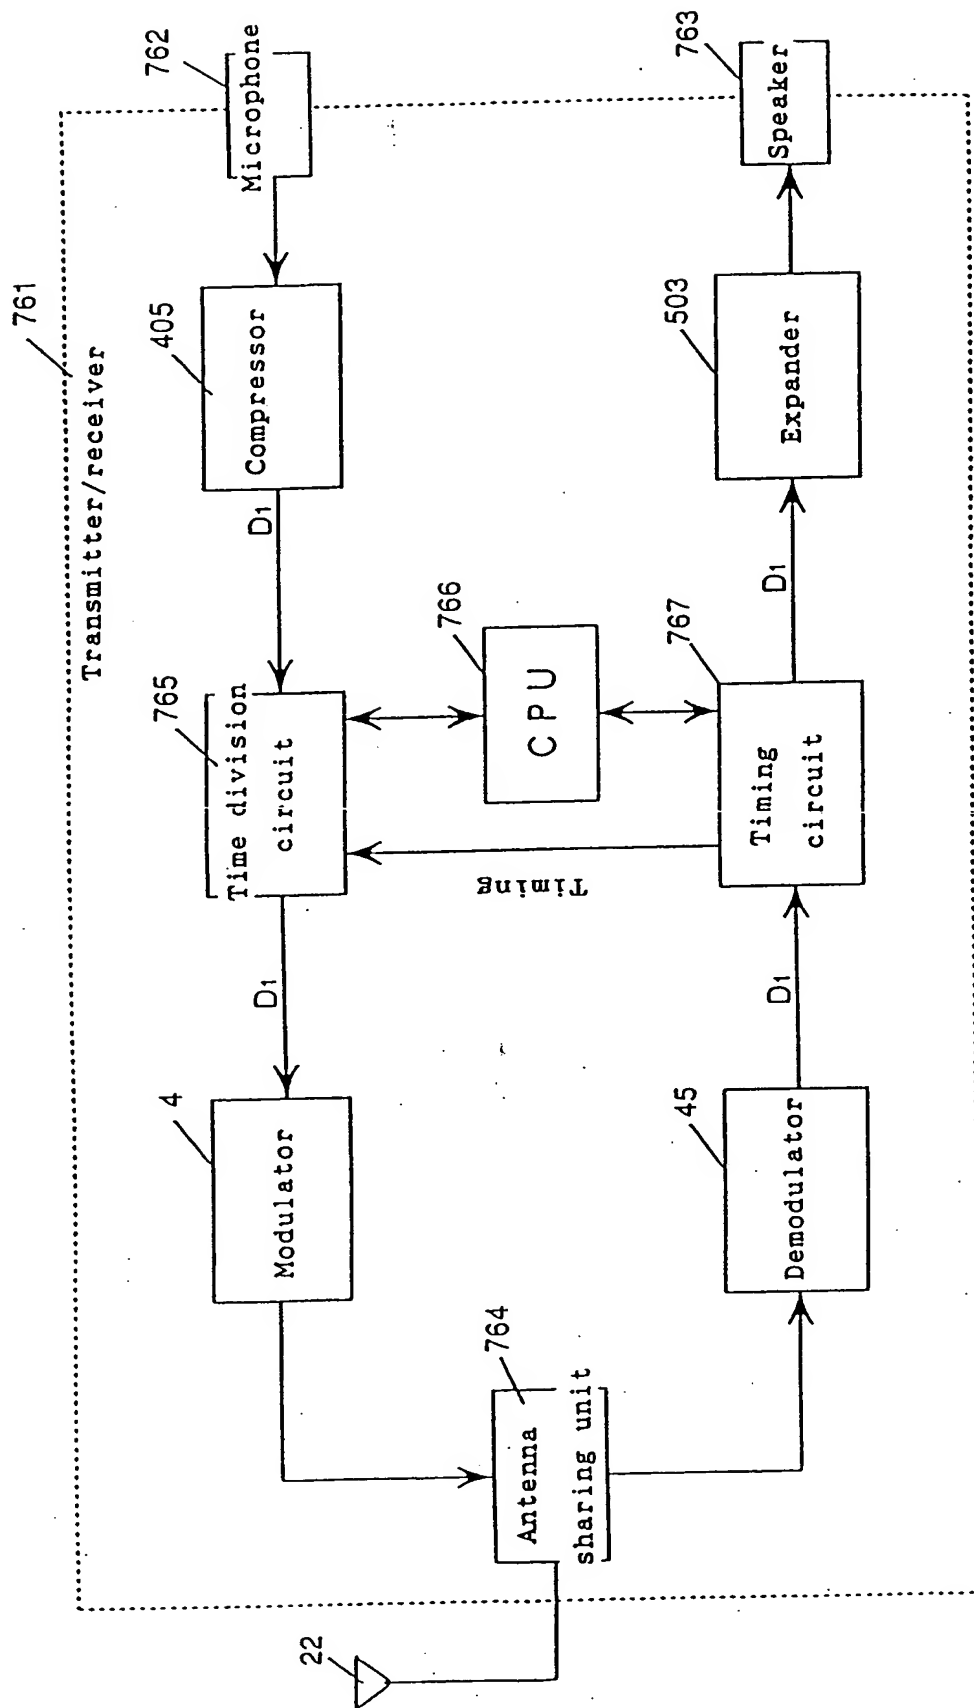 761
Transmitter/receiver
22
4
Modulator
D1
765
Time division
circuit
D1
405
Compressor
762
Microphone
764
Antenna
sharing unit
Timing
766
CPU
45
Demodulator
D1
767
Timing
circuit
D1
503
Expander
763
Speaker